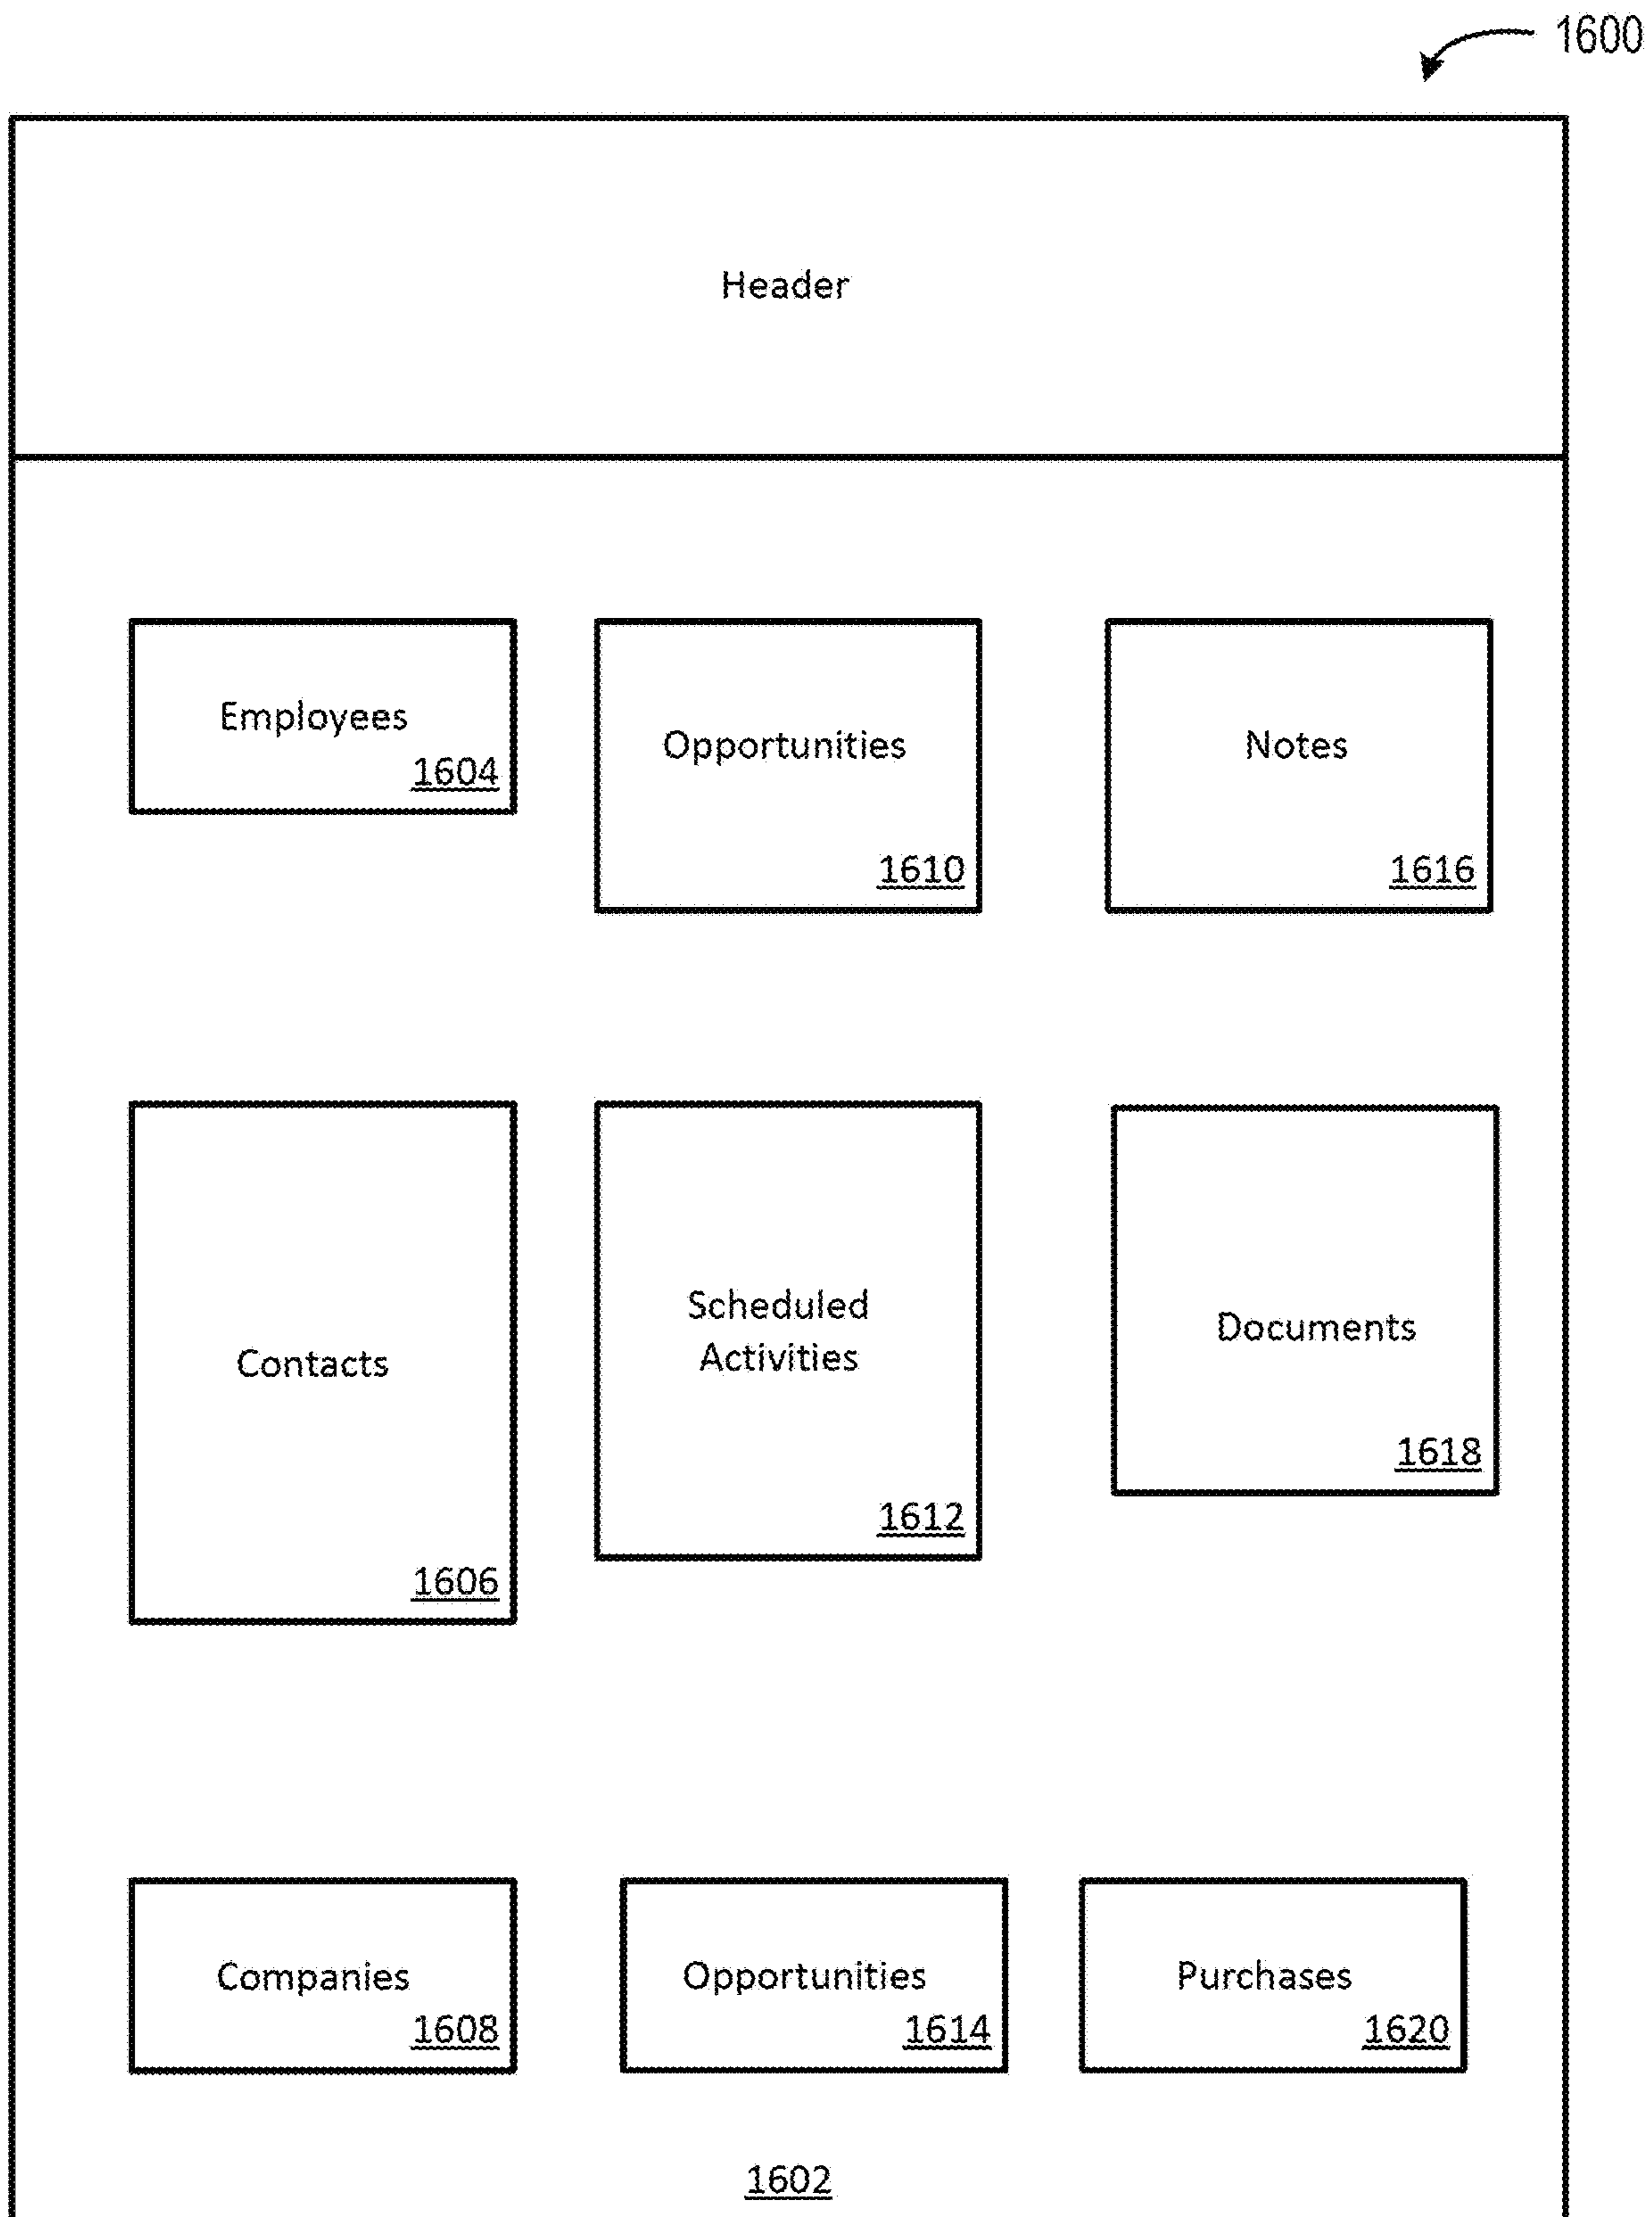 1600
Header
Employees
1604
Opportunities
1610
Notes
1616
Contacts
1606
Scheduled
Activities
1612
Documents
1618
Companies
1608
Opportunities
1614
Purchases
1620
1602